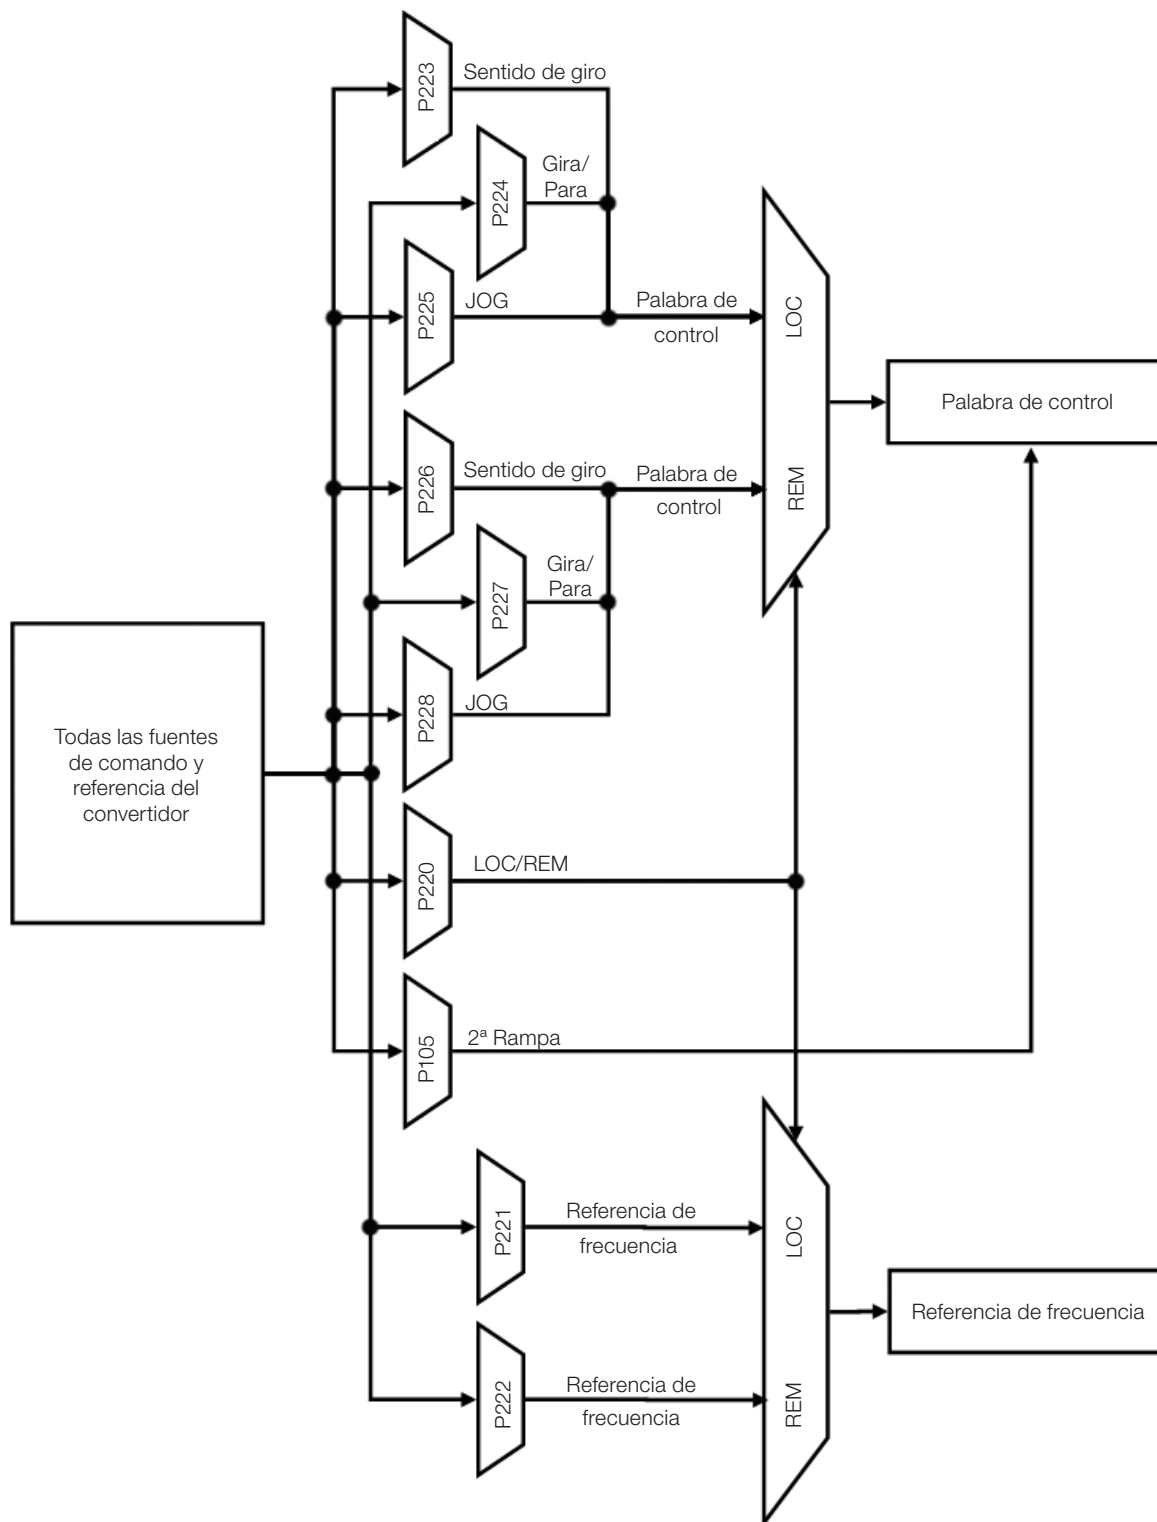 P223
Sentido de giro
P224
Gira/
Para
P225
JOG
Palabra de
control
LOC
REM
Palabra de control
P226
Sentido de giro
Palabra de
control
P227
Gira/
Para
P228
JOG
Todas las fuentes
de comando y
referencia del
convertidor
P220
LOC/REM
P105
2ª Rampa
P221
Referencia de
frecuencia
LOC
REM
Referencia de frecuencia
P222
Referencia de
frecuencia